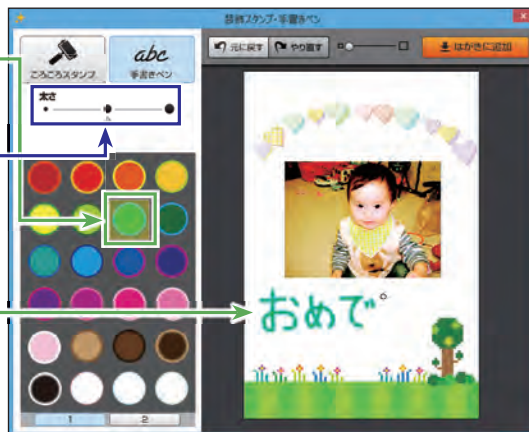 装飾スタンプ・手書きペン
ころころスタンプ
abc
手書きペン
元に戻す
やり直す
はがきに追加
太さ
おめで
1
2